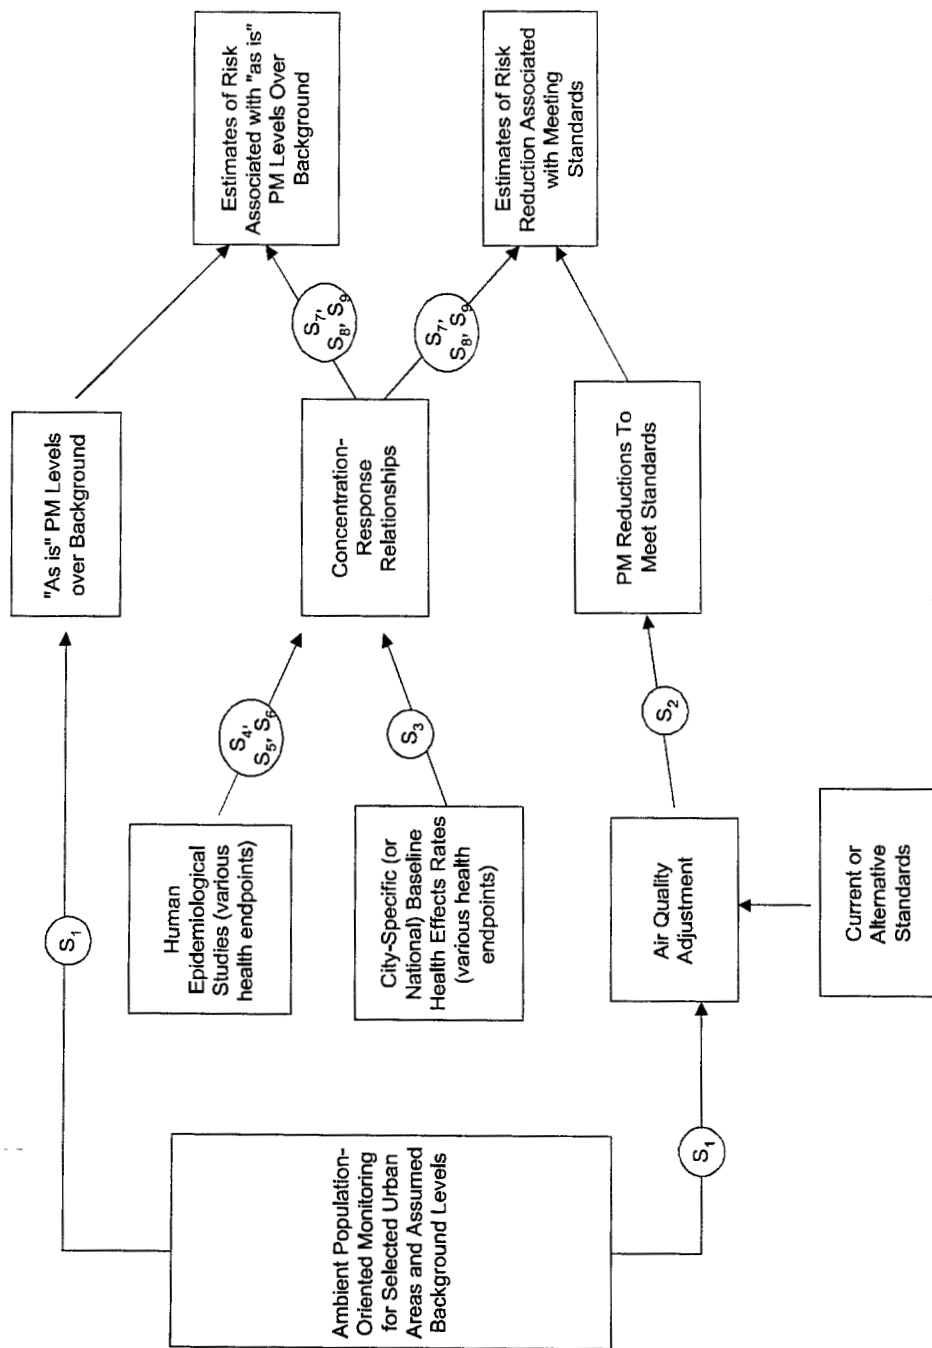 Ambient Population-
Oriented Monitoring
for Selected Urban
Areas and Assumed
Background Levels
S₁
S₁
Human
Epidemiological
Studies (various
health endpoints)
City-Specific (or
National) Baseline
Health Effects Rates
(various health
endpoints)
Air Quality
Adjustment
Current or
Alternative
Standards
S₄,
S₅, S₆
S₃
S₂
"As is" PM Levels
over Background
Concentration-
Response
Relationships
PM Reductions To
Meet Standards
S₇,
S₈, S₉
S₇,
S₈, S₉
Estimates of Risk
Associated with "as is"
PM Levels Over
Background
Estimates of Risk
Reduction Associated
with Meeting
Standards